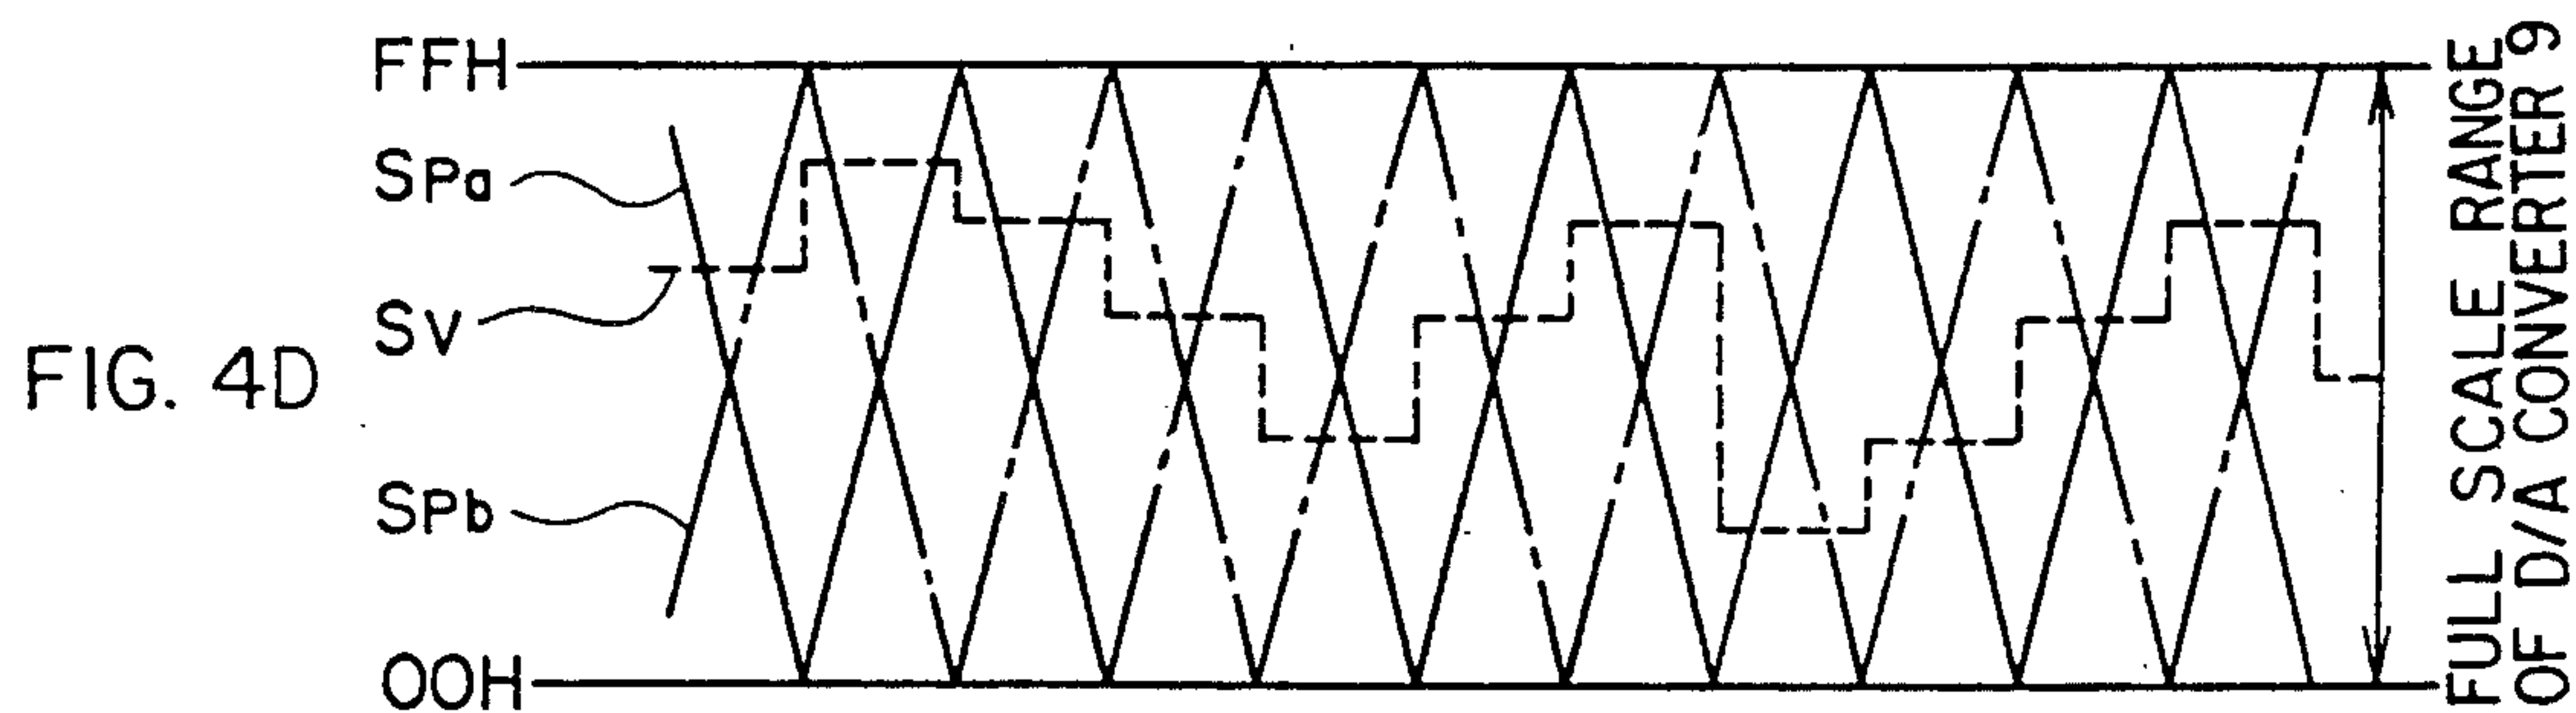 FFH
SPa
SV
FIG. 4D
SPb
OOH
FULL SCALE RANGE
OF D/A CONVERTER 9